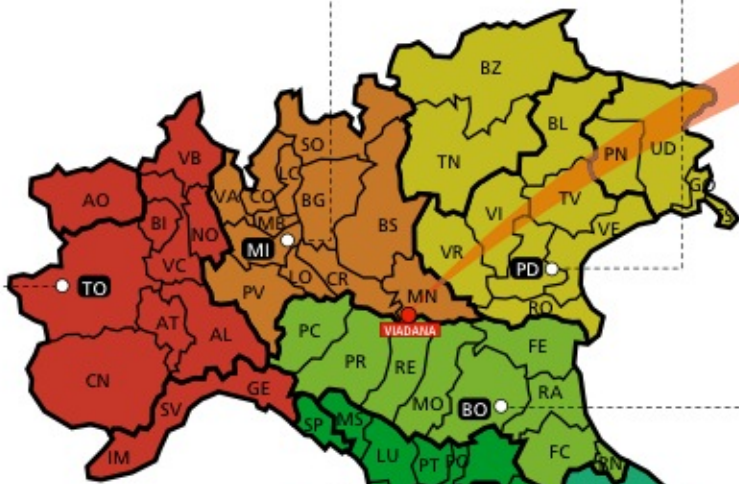 BZ
BL
UD
PN
TN
SO
VB
LC
AO
VA
CO
BG
TV
VI
BI
MB
BS
NO
VE
MI
VR
PD
VC
LO
CR
TO
PV
MN
RO
VIADANA
AT
AL
PC
FE
PR
RE
CN
GE
RA
MO
BO
SV
SP
MS
FC
LU
PT
PO
IM
RN